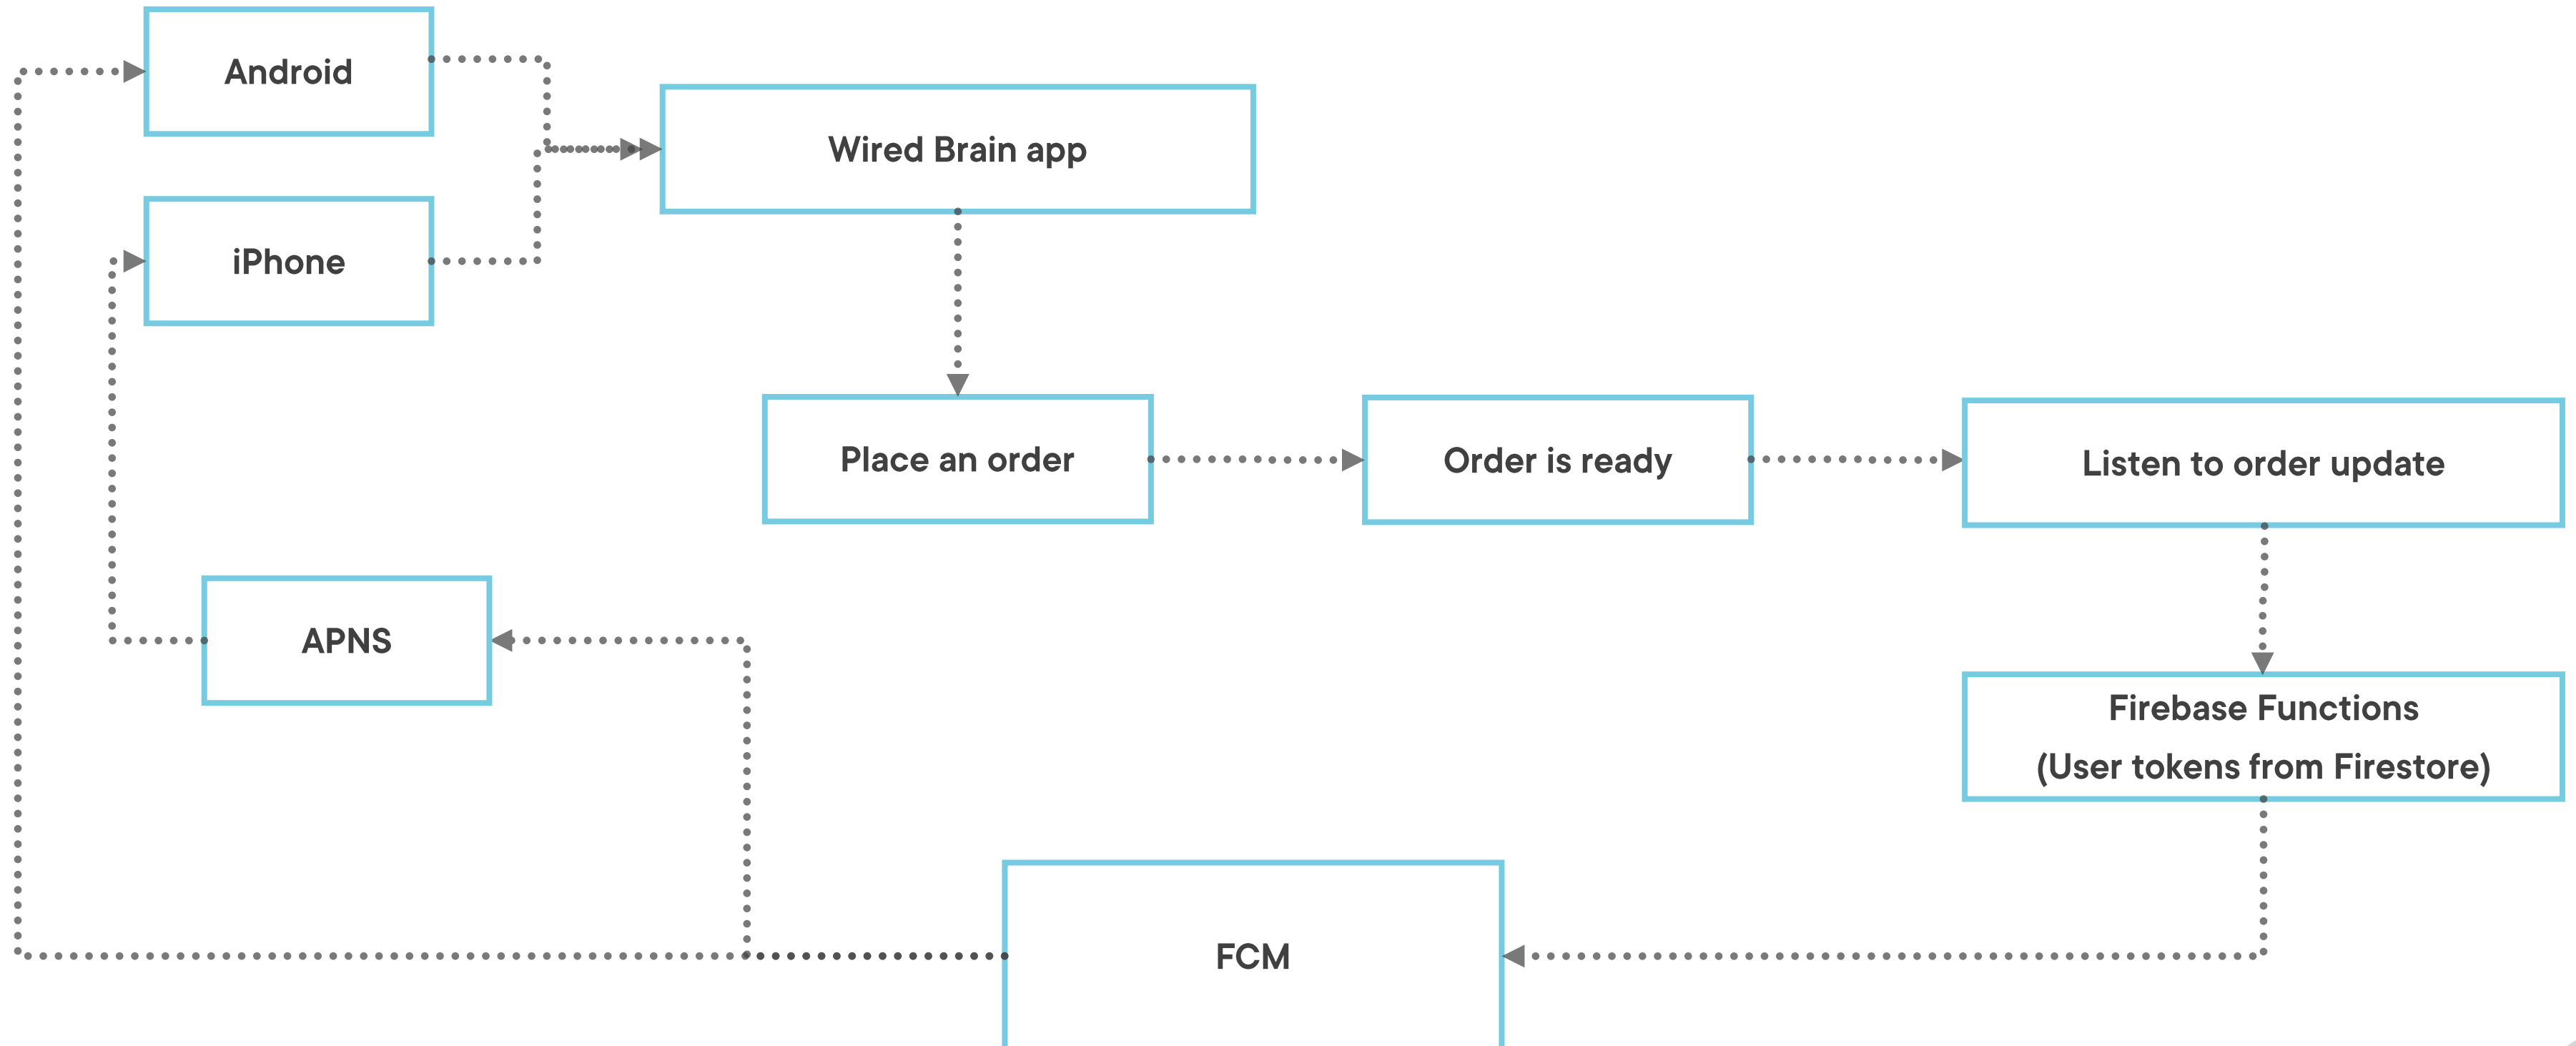 Android
Wired Brain app
iPhone
Place an order
Order is ready
Listen to order update
APNS
Firebase Functions
(User tokens from Firestore)
FCM